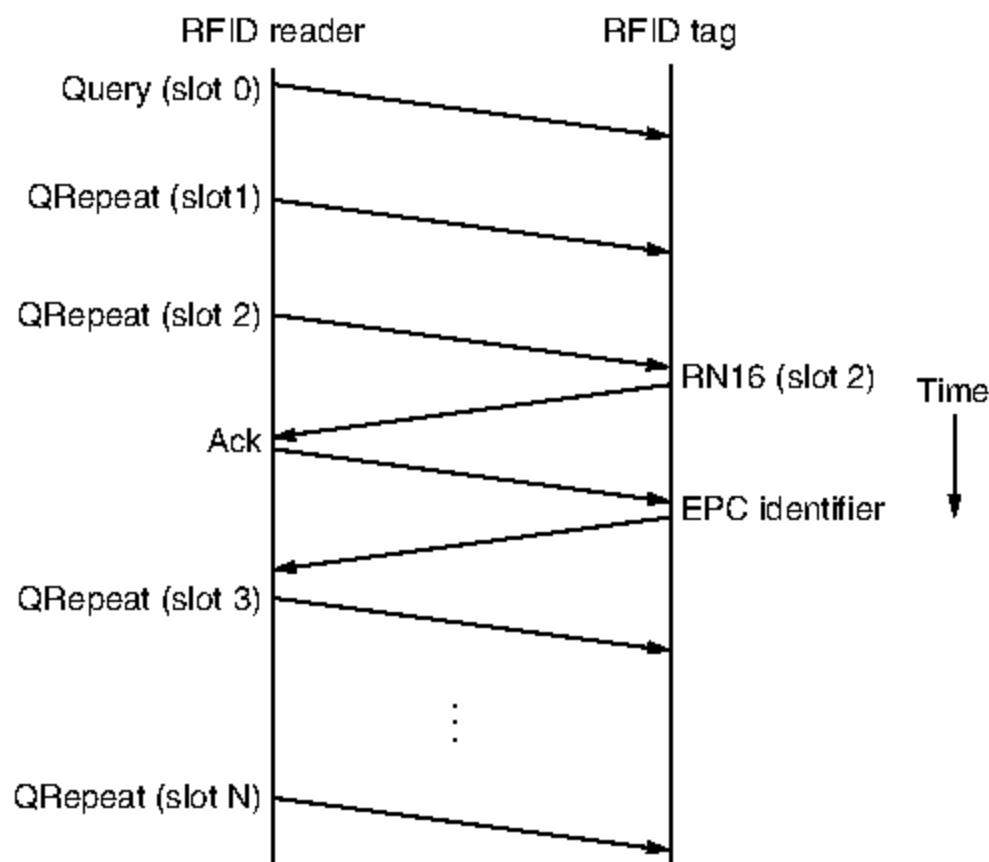 RFID reader
RFID tag
Query (slot 0)
QRepeat (slot1)
QRepeat (slot 2)
RN16 (slot 2)
Time
Ack
EPC identifier
QRepeat (slot 3)
QRepeat (slot N)